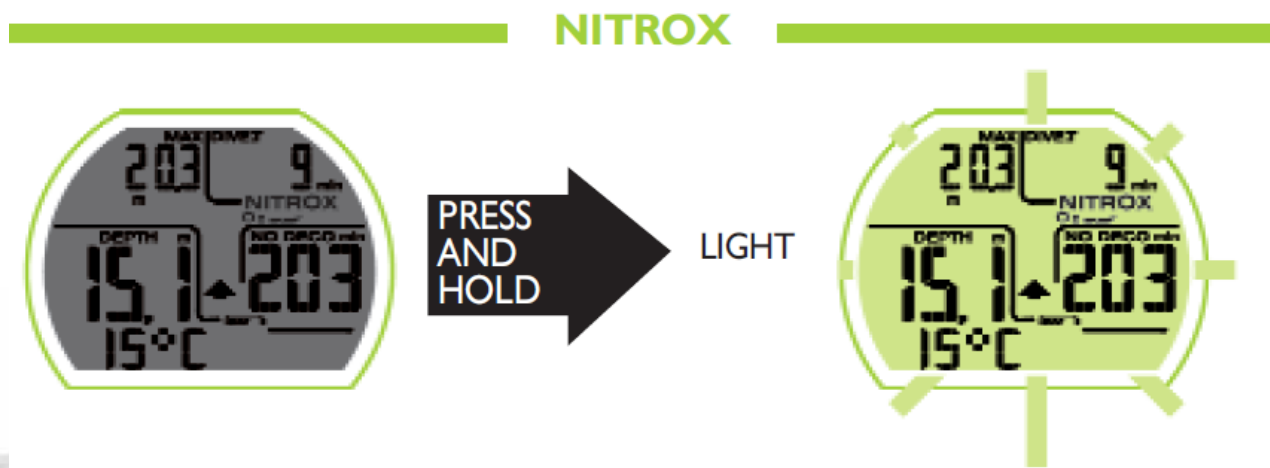 NITROX
MAX DIVE T
20.3 9 min
m
NITROX
DEPTH m NO DECO min
15.1 203
15°C
PRESS
AND
HOLD
LIGHT
MAX DIVE T
20.3 9 min
m
NITROX
DEPTH m NO DECO min
15.1 203
15°C